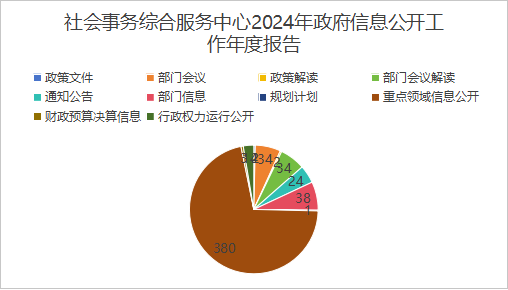 社会事务综合服务中心2024年政府信息公开工
作年度报告
政策文件 部门会议 政策解读 部门会议解读
通知公告 部门信息 规划计划 重点领域信息公开
财政预算决算信息 行政权力运行公开
34 2
34
24
38
1
380